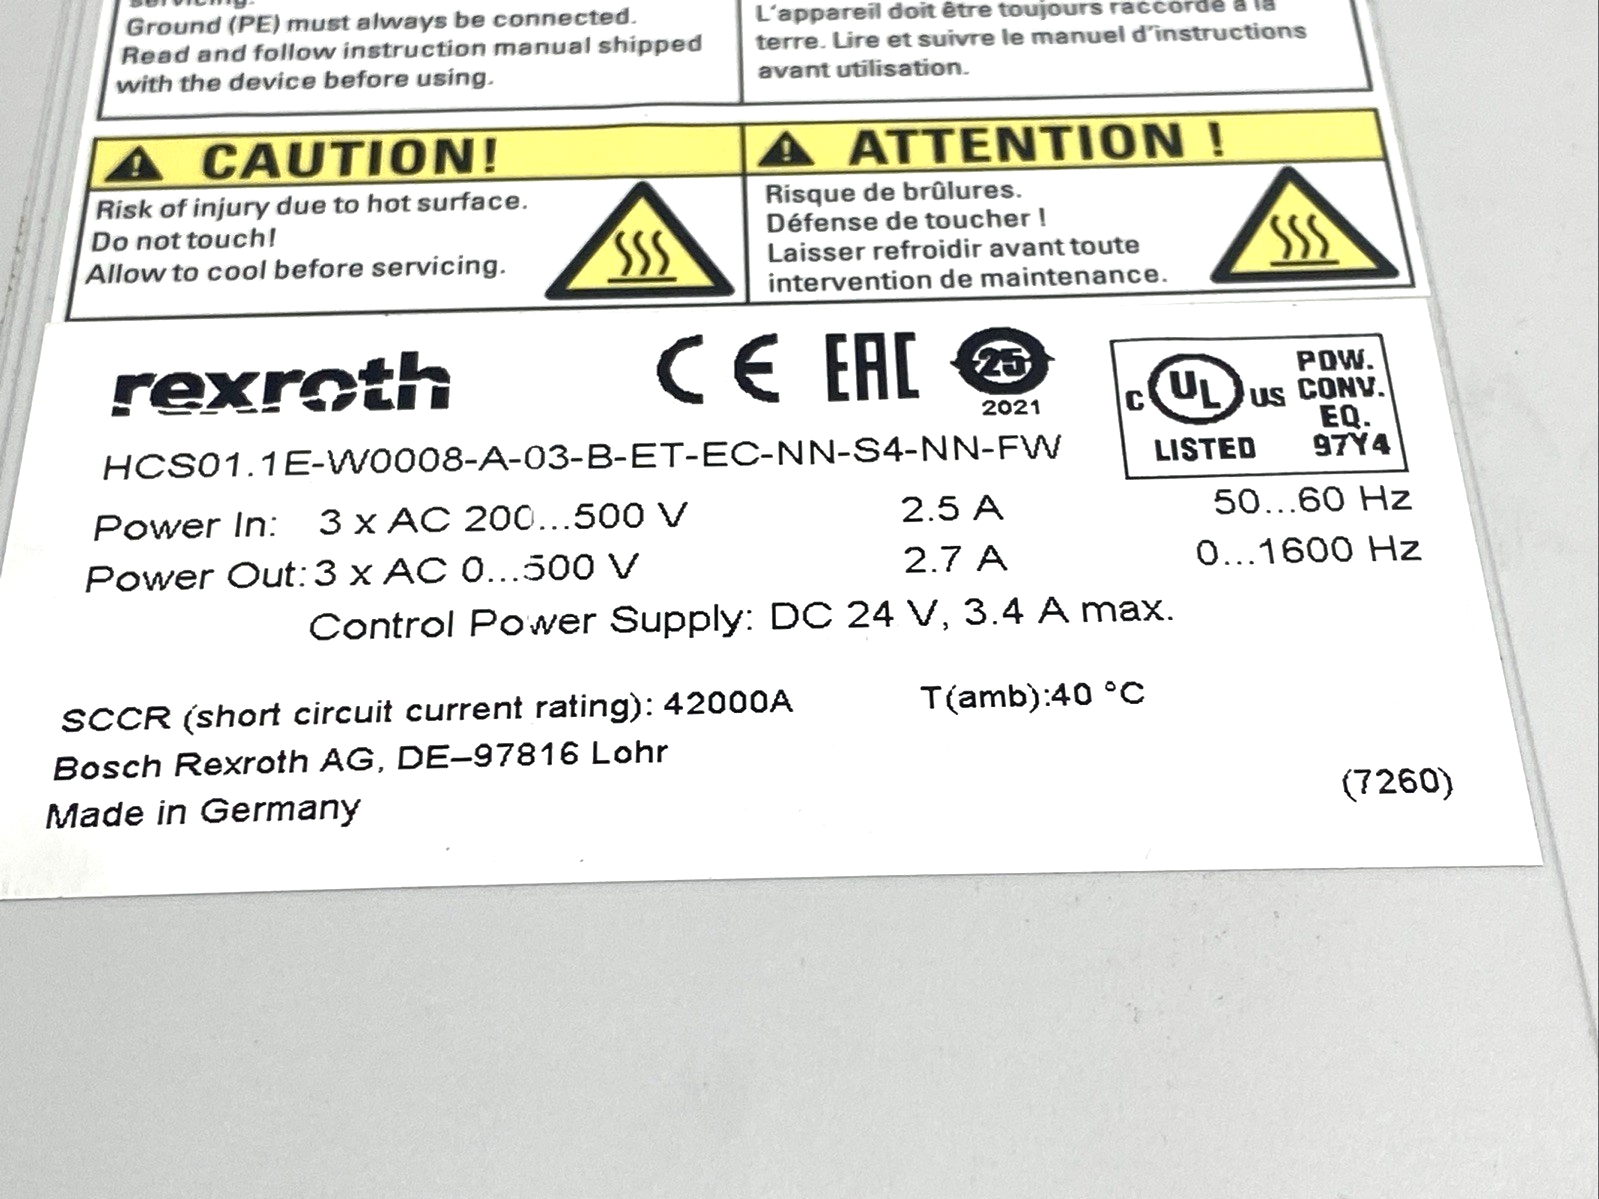 servicing.
Ground (PE) must always be connected.
Read and follow instruction manual shipped
with the device before using.
L'appareil doit être toujours raccordé à la
terre. Lire et suivre le manuel d'instructions
avant utilisation.
CAUTION!
Risk of injury due to hot surface.
Do not touch!
Allow to cool before servicing.
ATTENTION !
Risque de brûlures.
Défense de toucher !
Laisser refroidir avant toute
intervention de maintenance.
rexroth
CE EAC 25
2021
C UL US
LISTED
POW.
CONV.
EQ.
97Y4
HCS01.1E-W0008-A-03-B-ET-EC-NN-S4-NN-FW
Power In: 3 x AC 200...500 V 2.5 A 50...60 Hz
Power Out: 3 x AC 0...500 V 2.7 A 0...1600 Hz
Control Power Supply: DC 24 V, 3.4 A max.
SCCR (short circuit current rating): 42000A T(amb):40 °C
Bosch Rexroth AG, DE–97816 Lohr
Made in Germany
(7260)